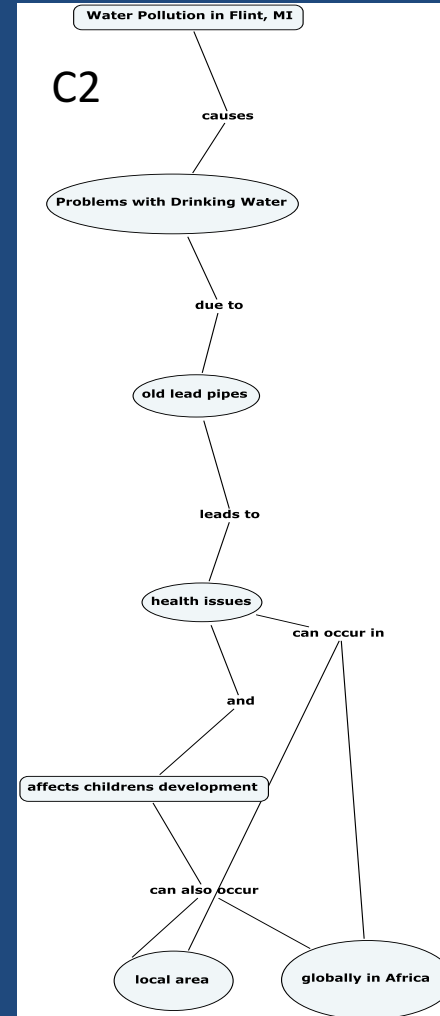 Water Pollution in Flint, MI
C2
causes
Problems with Drinking Water
due to
old lead pipes
leads to
health issues
can occur in
and
affects childrens development
can also occur
local area
globally in Africa